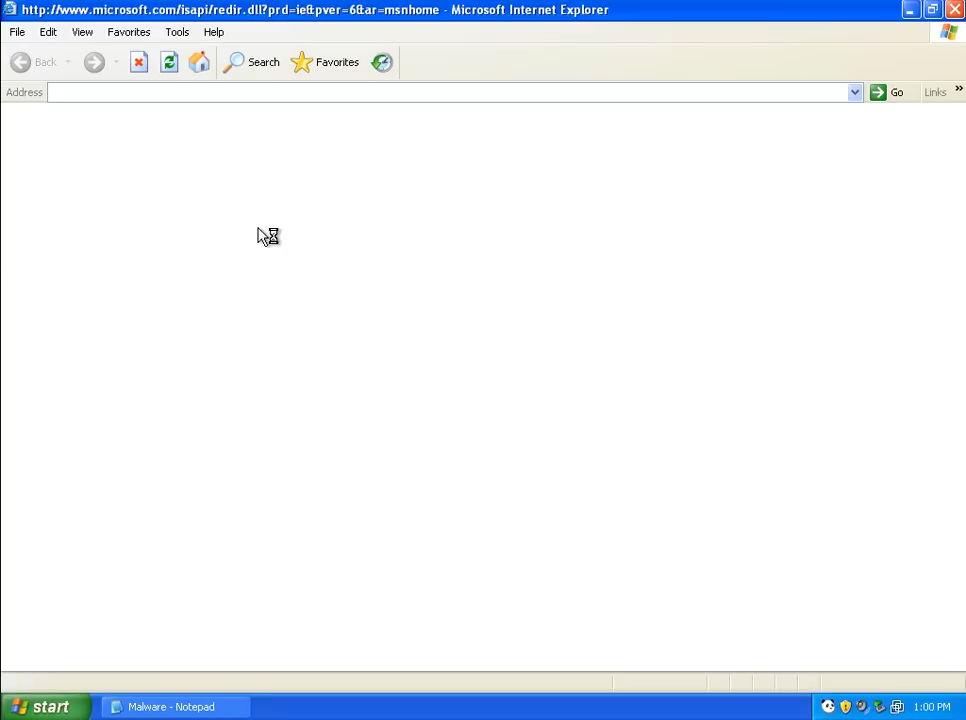 http://www.microsoft.com/isapi/redir.dll?prd=ie&pver=6&ar=msnhome - Microsoft Internet Explorer
File Edit View Favorites Tools Help
Back Search Favorites
Address Go Links »
start Malware - Notepad 1:00 PM